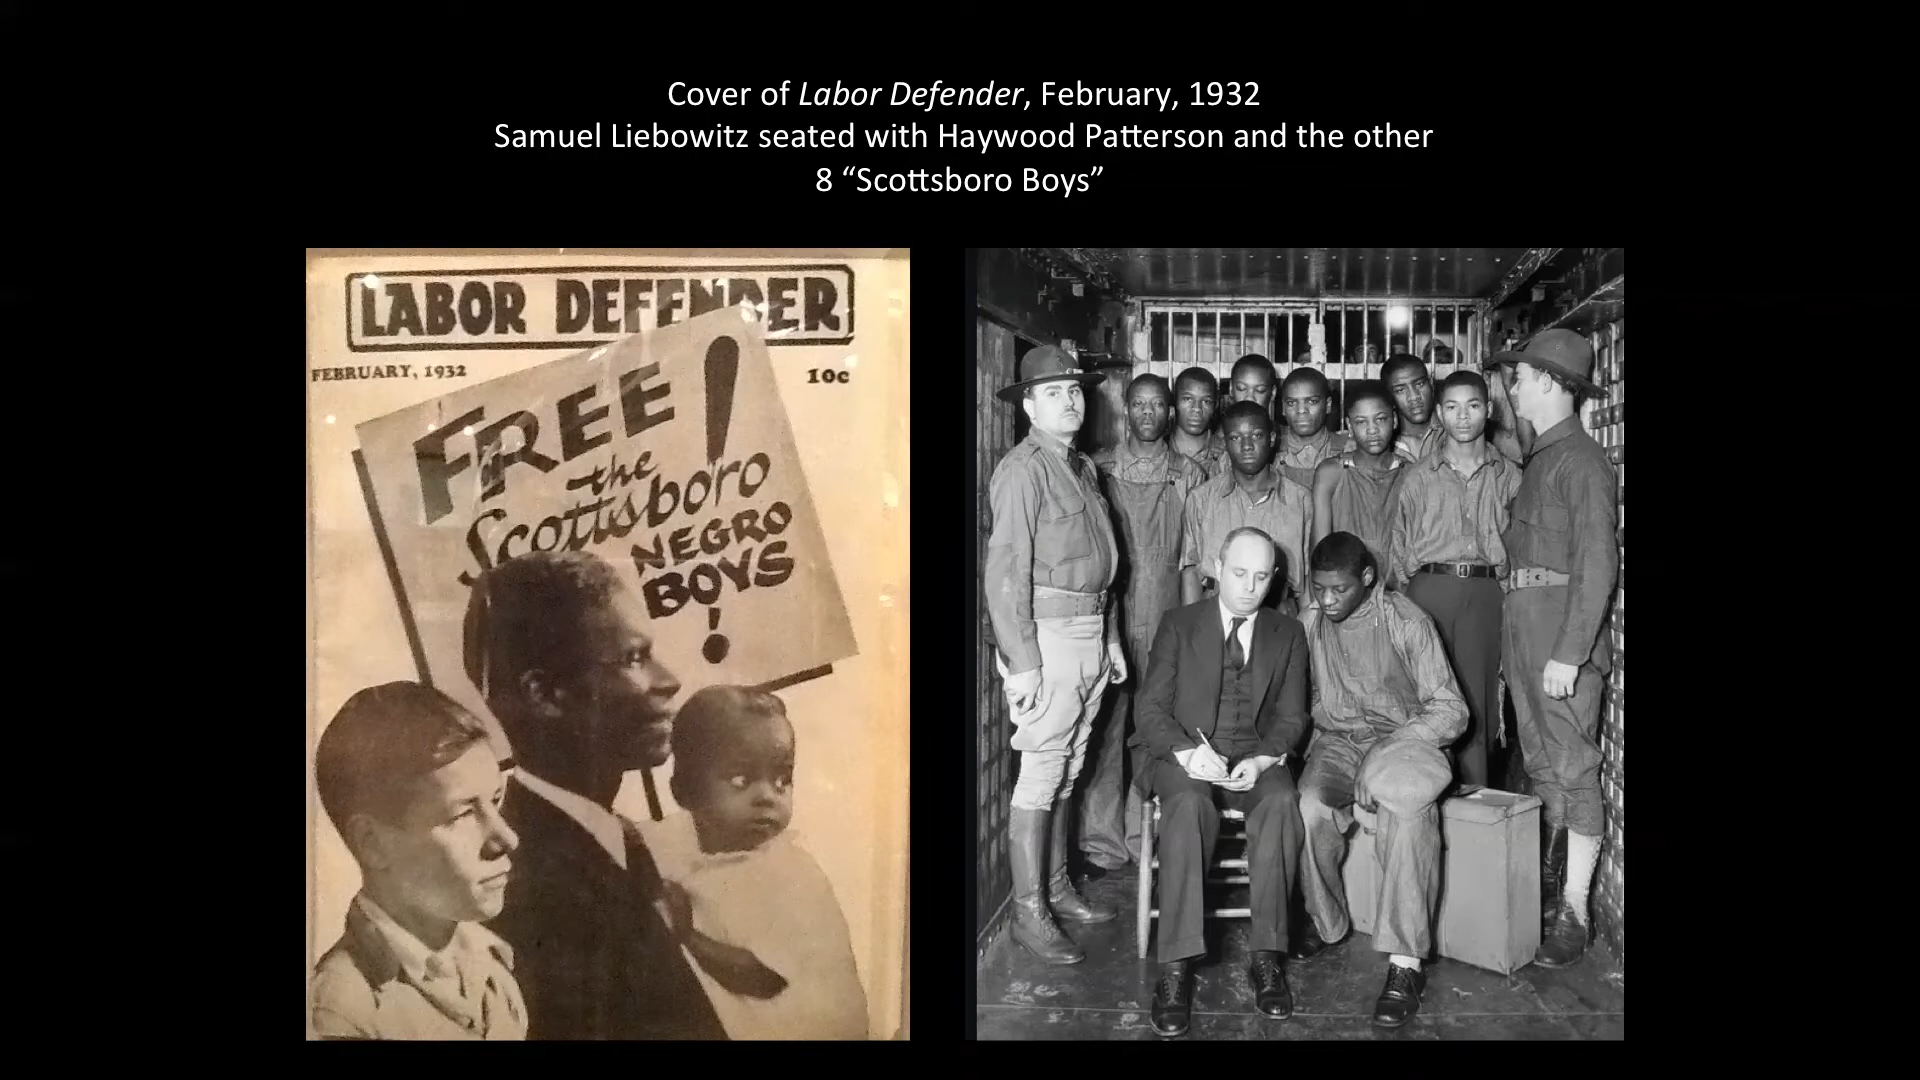 Cover of Labor Defender, February, 1932
Samuel Liebowitz seated with Haywood Patterson and the other
8 “Scottsboro Boys”
LABOR DEFENDER
FEBRUARY, 1932
10c
FREE!
the
Scottsboro
NEGRO
BOYS
!